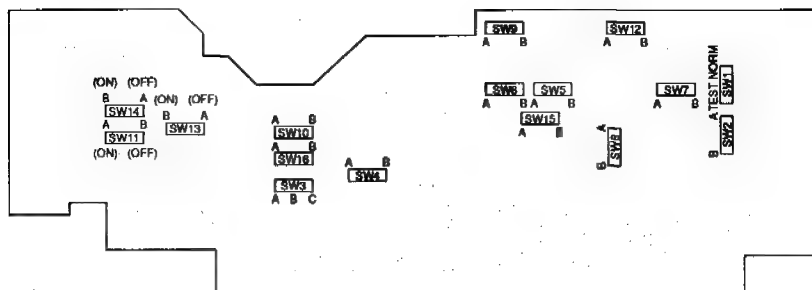 SW9
A B
SW12
A B
(ON) (OFF)
B A
SW14
A B
SW11
(ON) (OFF)
(ON) (OFF)
B A
SW13
A B
SW10
A B
SW16
SW3
A B C
A B
SW4
SW6
A B
SW5
A B
SW15
A B
A
SW8
B
SW7
A B
TEST NORM
SW1
A
SW2
B